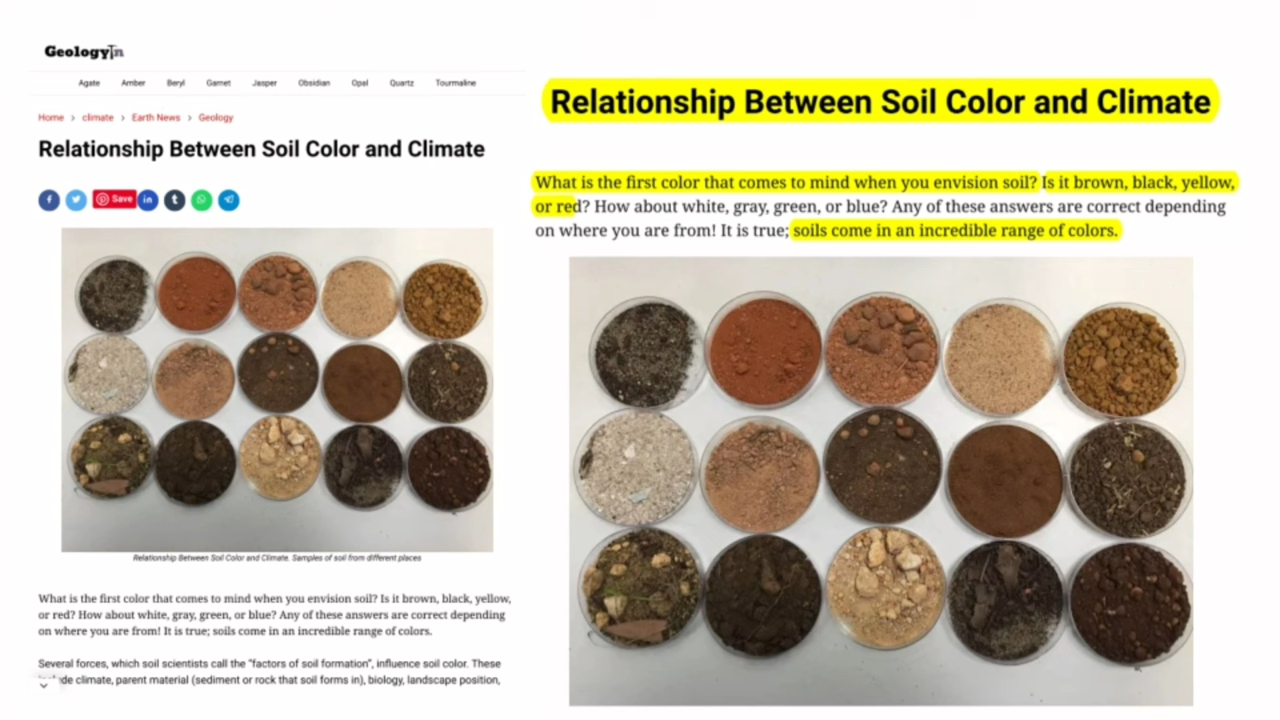 GeologyIn
Agate Amber Beryl Garnet Jasper Obsidian Opal Quartz Tourmaline
Home > climate > Earth News > Geology
Relationship Between Soil Color and Climate
Save
Relationship Between Soil Color and Climate. Samples of soil from different places
What is the first color that comes to mind when you envision soil? Is it brown, black, yellow,
or red? How about white, gray, green, or blue? Any of these answers are correct depending
on where you are from! It is true; soils come in an incredible range of colors.
Several forces, which soil scientists call the "factors of soil formation", influence soil color. These
climate, parent material (sediment or rock that soil forms in), biology, landscape position,
Relationship Between Soil Color and Climate
What is the first color that comes to mind when you envision soil? Is it brown, black, yellow,
or red? How about white, gray, green, or blue? Any of these answers are correct depending
on where you are from! It is true; soils come in an incredible range of colors.